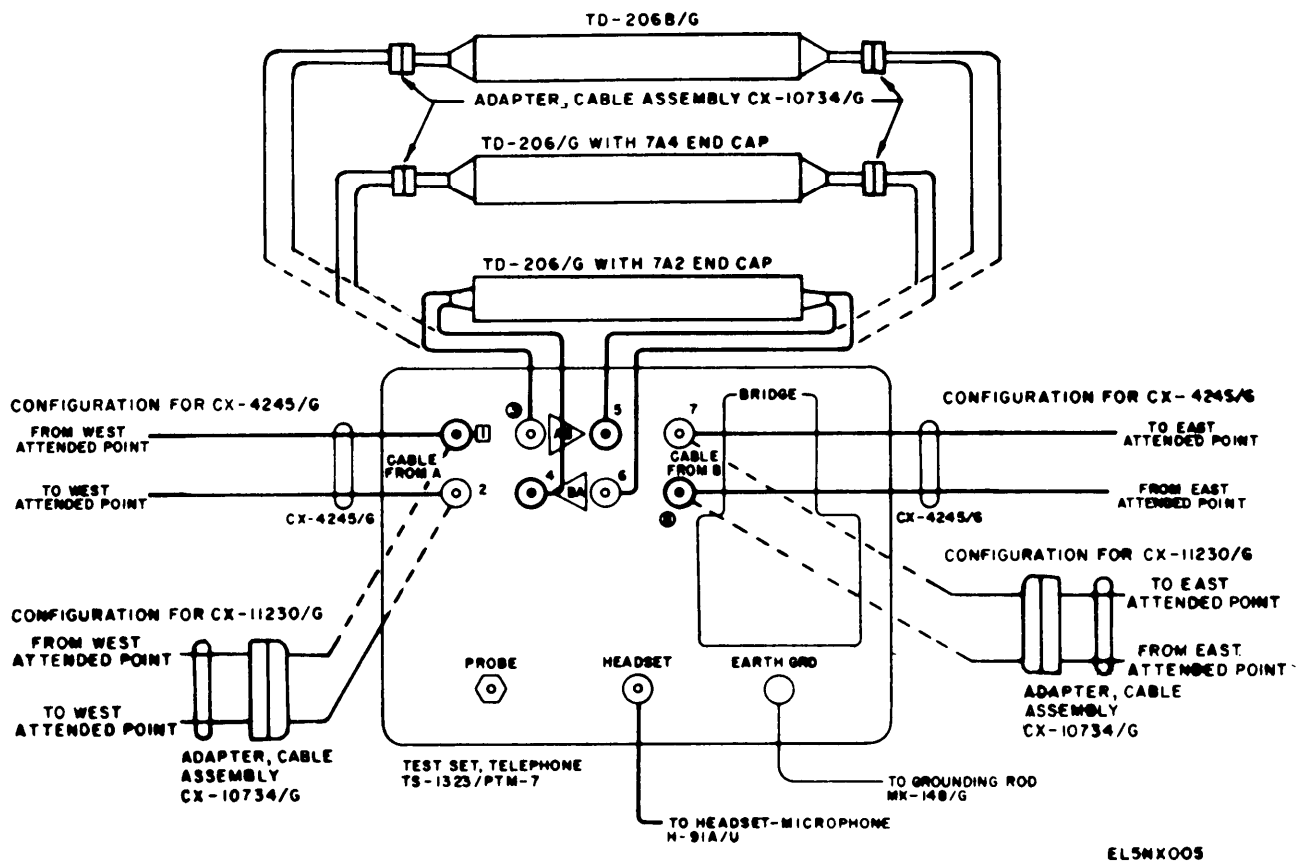 TD-206B/G
ADAPTER, CABLE ASSEMBLY CX-10734/G
TD-206/G WITH 7A4 END CAP
TD-206/G WITH 7A2 END CAP
CONFIGURATION FOR CX-4245/G
FROM WEST
ATTENDED POINT
TO WEST
ATTENDED POINT
CX-4245/G
1
CABLE
FROM A
2
3
4
BA
5
6
7
CABLE
FROM B
8
BRIDGE
CONFIGURATION FOR CX-4245/G
TO EAST
ATTENDED POINT
FROM EAST
ATTENDED POINT
CX-4245/G
CONFIGURATION FOR CX-11230/G
TO EAST
ATTENDED POINT
FROM EAST
ATTENDED POINT
ADAPTER, CABLE
ASSEMBLY
CX-10734/G
CONFIGURATION FOR CX-11230/G
FROM WEST
ATTENDED POINT
TO WEST
ATTENDED POINT
ADAPTER, CABLE
ASSEMBLY
CX-10734/G
PROBE
HEADSET
EARTH GRD
TEST SET, TELEPHONE
TS-1323/PTM-7
TO GROUNDING ROD
MX-148/G
TO HEADSET-MICROPHONE
H-91A/U
EL5NX005